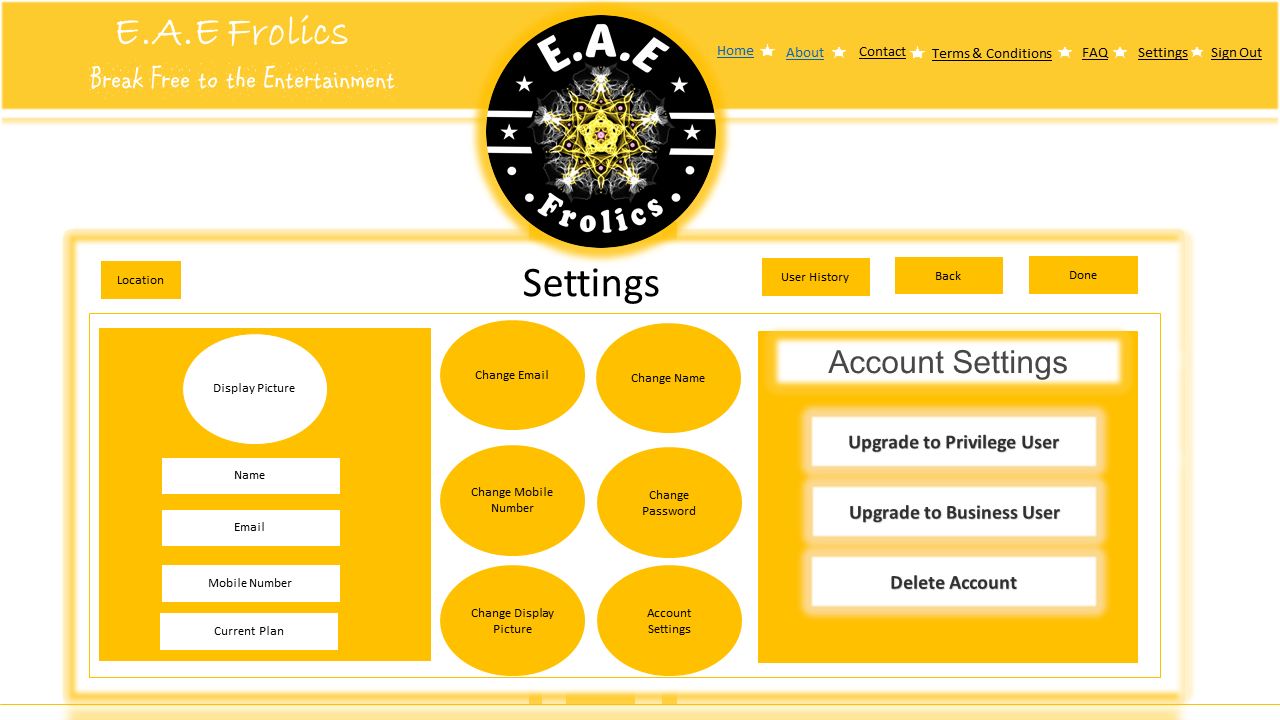 E.A.E Frolics
Break Free to the Entertainment
E.A.E
Frolics
Home
About
Contact
Terms & Conditions
FAQ
Settings
Sign Out
Location
Settings
User History
Back
Done
Display Picture
Name
Email
Mobile Number
Current Plan
Change Email
Change Name
Change Mobile
Number
Change
Password
Change Display
Picture
Account
Settings
Account Settings
Upgrade to Privilege User
Upgrade to Business User
Delete Account